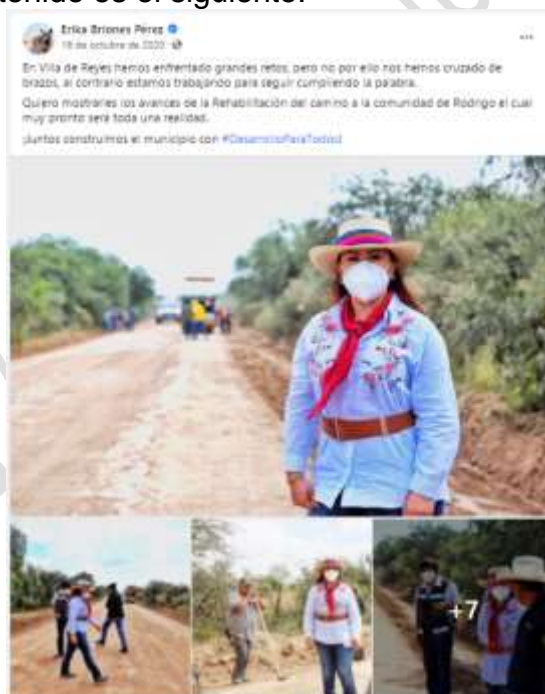 tenido es el siguiente:
Erika Briones Pérez
19 de octubre de 2020
En Villa de Reyes hemos enfrentado grandes retos, pero no por ello nos hemos cruzado de
brazos, al contrario estamos trabajando para seguir cumpliendo la palabra.
Quiero mostrarles los avances de la Rehabilitación del camino a la comunidad de Rodrigo el cual
muy pronto será toda una realidad.
¡Juntos construimos el municipio con #DesarrolloParaTodos!
+7